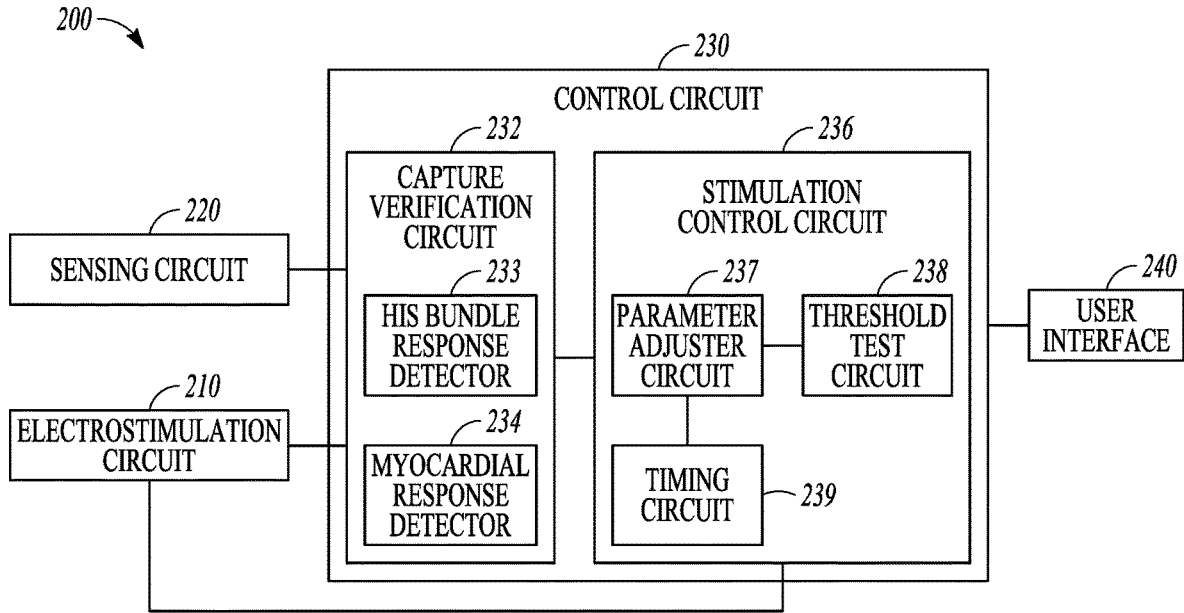 200
230
CONTROL CIRCUIT
232
CAPTURE
VERIFICATION
CIRCUIT
236
STIMULATION
CONTROL CIRCUIT
220
SENSING CIRCUIT
233
HIS BUNDLE
RESPONSE
DETECTOR
237
PARAMETER
ADJUSTER
CIRCUIT
238
THRESHOLD
TEST
CIRCUIT
240
USER
INTERFACE
210
ELECTROSTIMULATION
CIRCUIT
234
MYOCARDIAL
RESPONSE
DETECTOR
TIMING
CIRCUIT
239